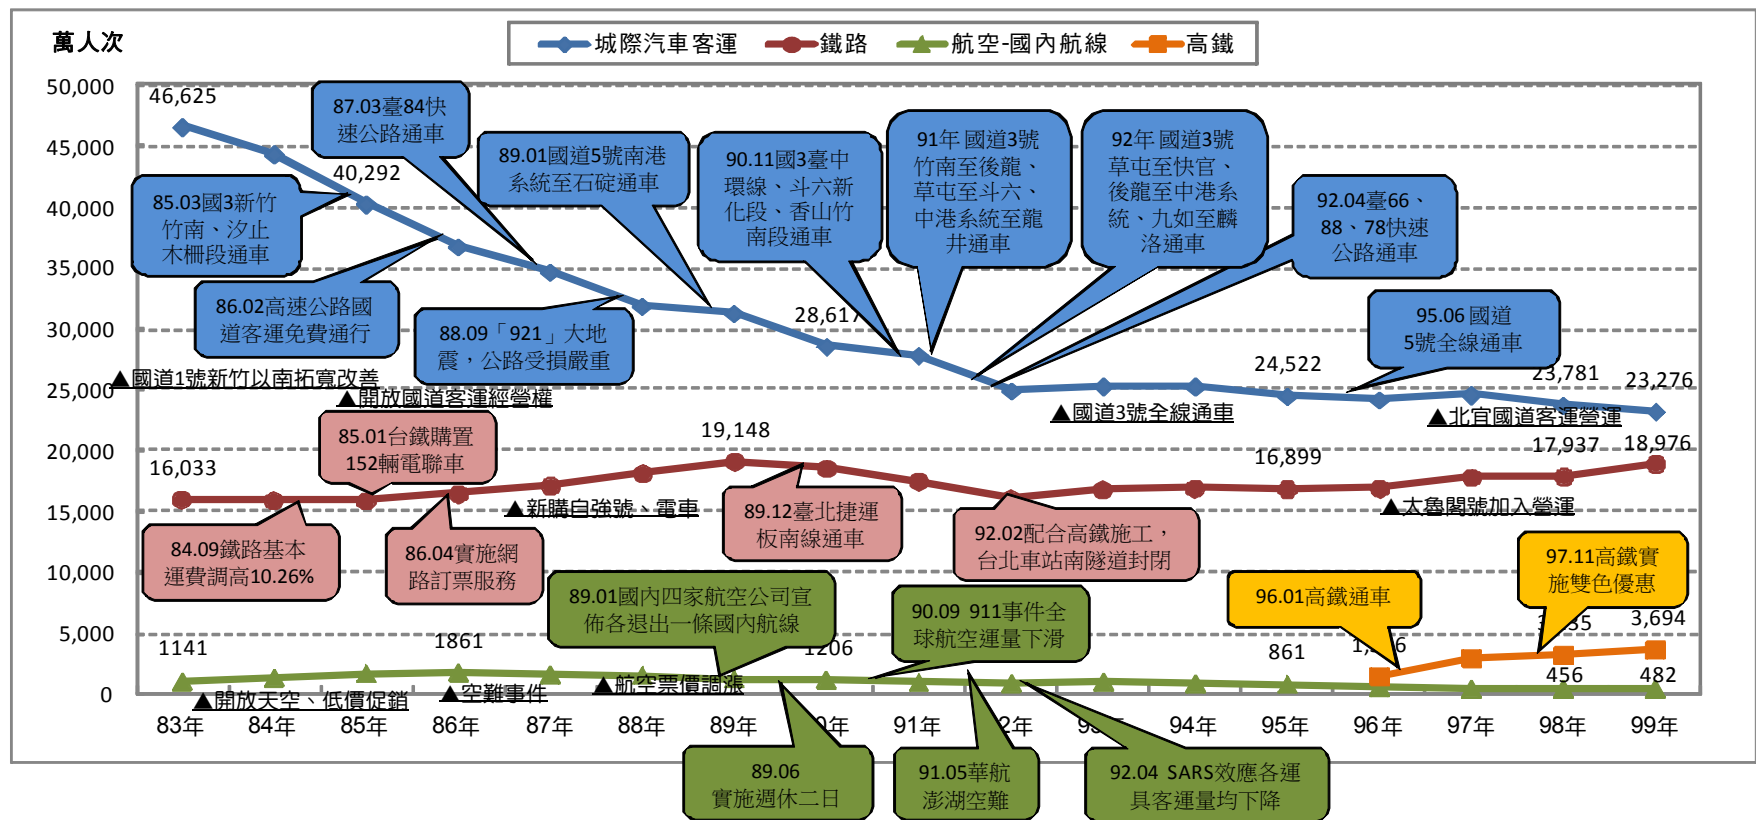 萬人次
城際汽車客運 鐵路 航空-國內航線 高鐵
50,000
45,000
40,000
35,000
30,000
25,000
20,000
15,000
10,000
5,000
0
46,625
40,292
28,617
24,522
23,781
23,276
87.03臺84快
速公路通車
89.01國道5號南港
系統至石碇通車
90.11國3臺中
環線、斗六新
化段、香山竹
南段通車
91年 國道3號
竹南至後龍、
草屯至斗六、
中港系統至龍
井通車
92年 國道3號
草屯至快官、
後龍至中港系
統、九如至麟
洛通車
92.04臺66、
88、78快速
公路通車
85.03國3新竹
竹南、汐止
木柵段通車
86.02高速公路國
道客運免費通行
88.09「921」大地
震，公路受損嚴重
95.06 國道
5號全線通車
▲國道1號新竹以南拓寬改善
▲開放國道客運經營權
▲國道3號全線通車
▲北宜國道客運營運
16,033
19,148
16,899
17,937
18,976
85.01台鐵購置
152輛電聯車
▲新購自強號、電車
▲太魯閣號加入營運
84.09鐵路基本
運費調高10.26%
86.04實施網
路訂票服務
89.12臺北捷運
板南線通車
92.02配合高鐵施工，
台北車站南隧道封閉
97.11高鐵實
施雙色優惠
96.01高鐵通車
89.01國內四家航空公司宣
佈各退出一條國內航線
90.09 911事件全
球航空運量下滑
3,694
1141
1861
1206
861
456
482
▲開放天空、低價促銷
▲空難事件
▲航空票價調漲
83年 84年 85年 86年 87年 88年 89年 91年 94年 95年 96年 97年 98年 99年
89.06
實施週休二日
91.05華航
澎湖空難
92.04 SARS效應各運
具客運量均下降